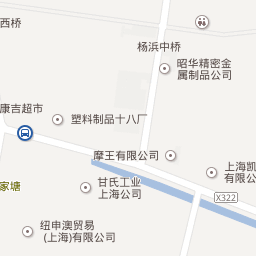 西桥
杨浜中桥
昭华精密金
属制品公司
康吉超市
塑料制品十八厂
摩王有限公司
上海凯
有限公
X322
家塘
甘氏工业
上海公司
纽申澳贸易
(上海)有限公司